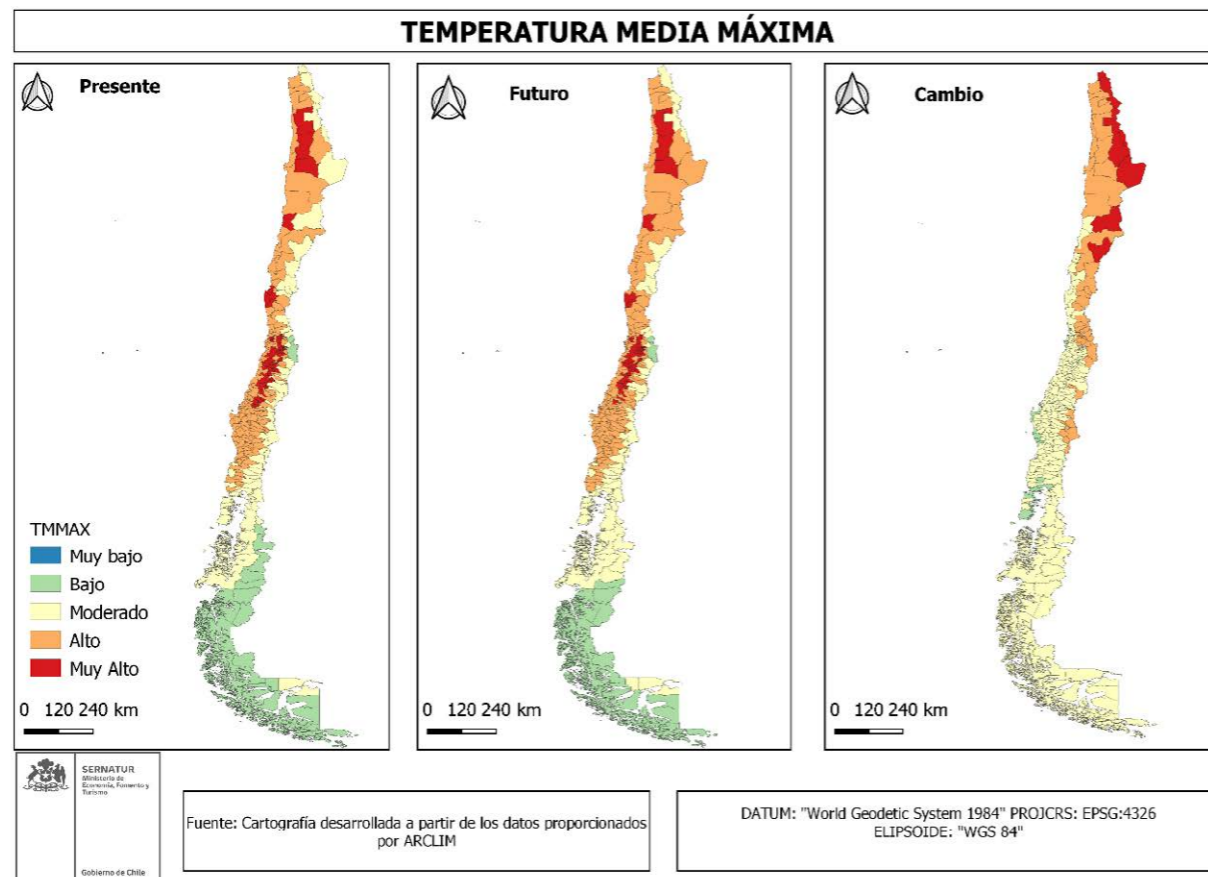 TEMPERATURA MEDIA MÁXIMA
Presente
Futuro
Cambio
TMMAX
Muy bajo
Bajo
Moderado
Alto
Muy Alto
0 120 240 km
0 120 240 km
0 120 240 km
SERNATUR
Ministerio de
Economía, Fomento y
Turismo
Gobierno de Chile
Fuente: Cartografía desarrollada a partir de los datos proporcionados
por ARCLIM
DATUM: "World Geodetic System 1984" PROJCRS: EPSG:4326
ELIPSOIDE: "WGS 84"